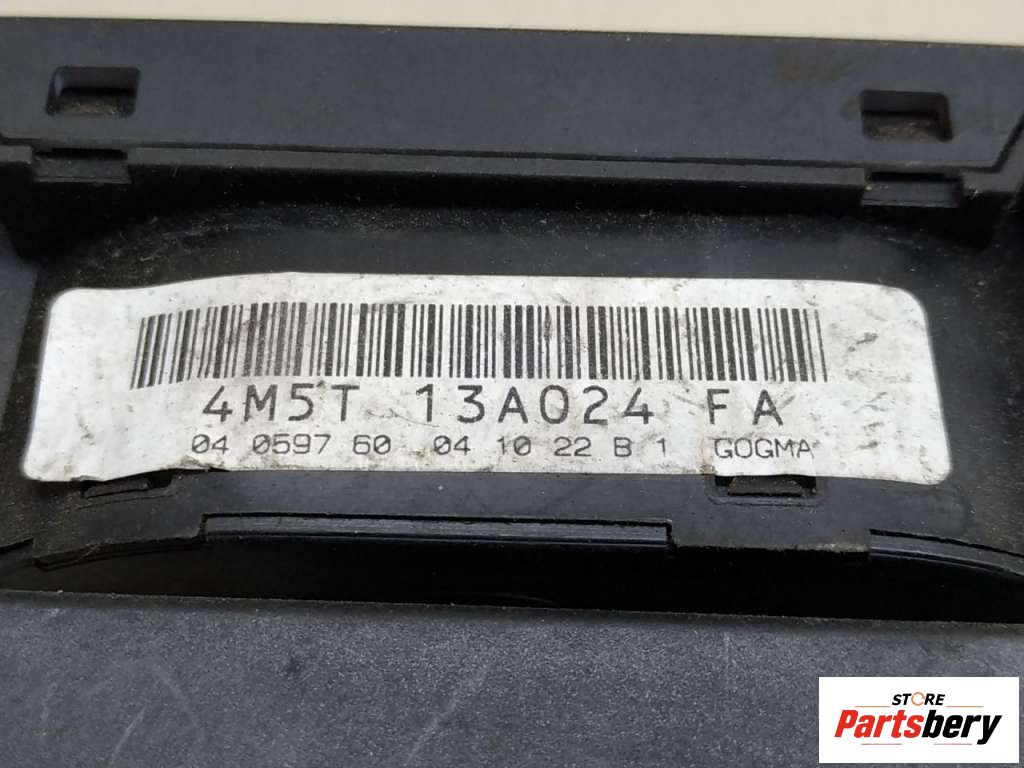 4M5T 13A024 FA
04 0597 60 04 10 22 B 1 GOGMA
STORE
Partsbery